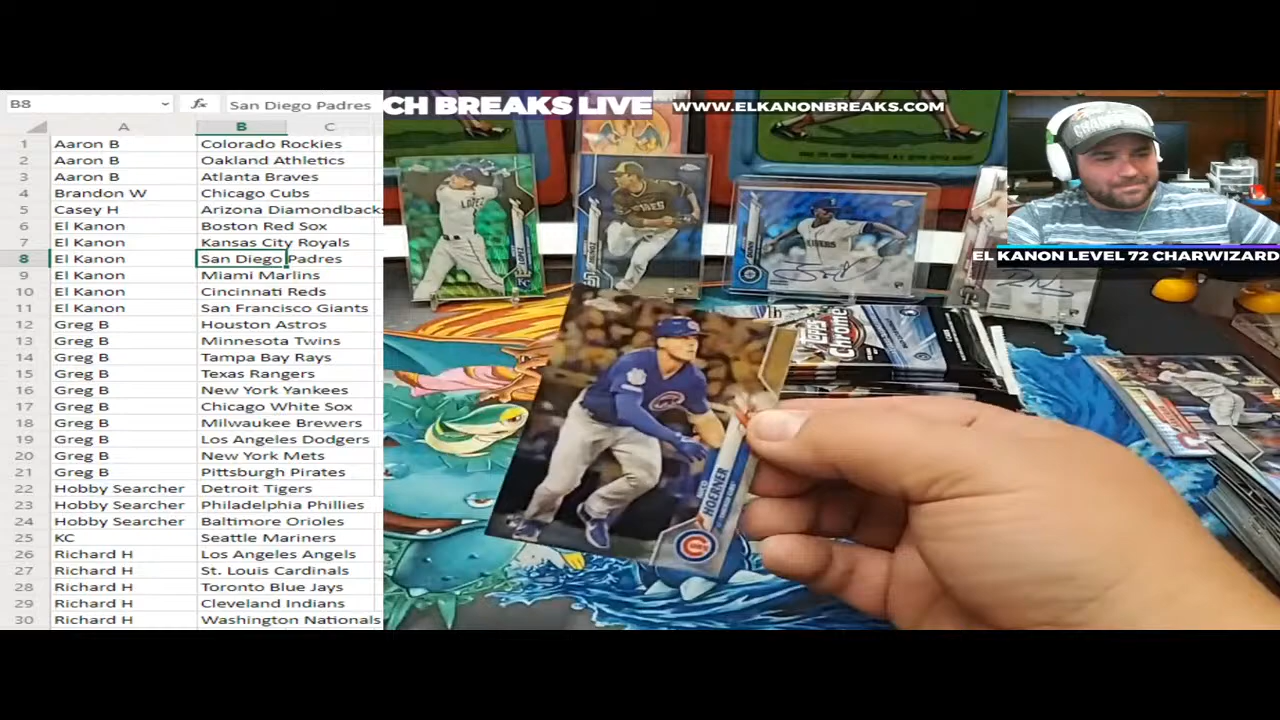 B8
fx
San Diego Padres
A
B
C
1 Aaron B Colorado Rockies
2 Aaron B Oakland Athletics
3 Aaron B Atlanta Braves
4 Brandon W Chicago Cubs
5 Casey H Arizona Diamondbacks
6 El Kanon Boston Red Sox
7 El Kanon Kansas City Royals
8 El Kanon San Diego Padres
9 El Kanon Miami Marlins
10 El Kanon Cincinnati Reds
11 El Kanon San Francisco Giants
12 Greg B Houston Astros
13 Greg B Minnesota Twins
14 Greg B Tampa Bay Rays
15 Greg B Texas Rangers
16 Greg B New York Yankees
17 Greg B Chicago White Sox
18 Greg B Milwaukee Brewers
19 Greg B Los Angeles Dodgers
20 Greg B New York Mets
21 Greg B Pittsburgh Pirates
22 Hobby Searcher Detroit Tigers
23 Hobby Searcher Philadelphia Phillies
24 Hobby Searcher Baltimore Orioles
25 KC Seattle Mariners
26 Richard H Los Angeles Angels
27 Richard H St. Louis Cardinals
28 Richard H Toronto Blue Jays
29 Richard H Cleveland Indians
30 Richard H Washington Nationals
CH BREAKS LIVE
WWW.ELKANONBREAKS.COM
EL KANON LEVEL 72 CHARWIZARD
LOPEZ
Topps
Chrome
NICO
HOERNER